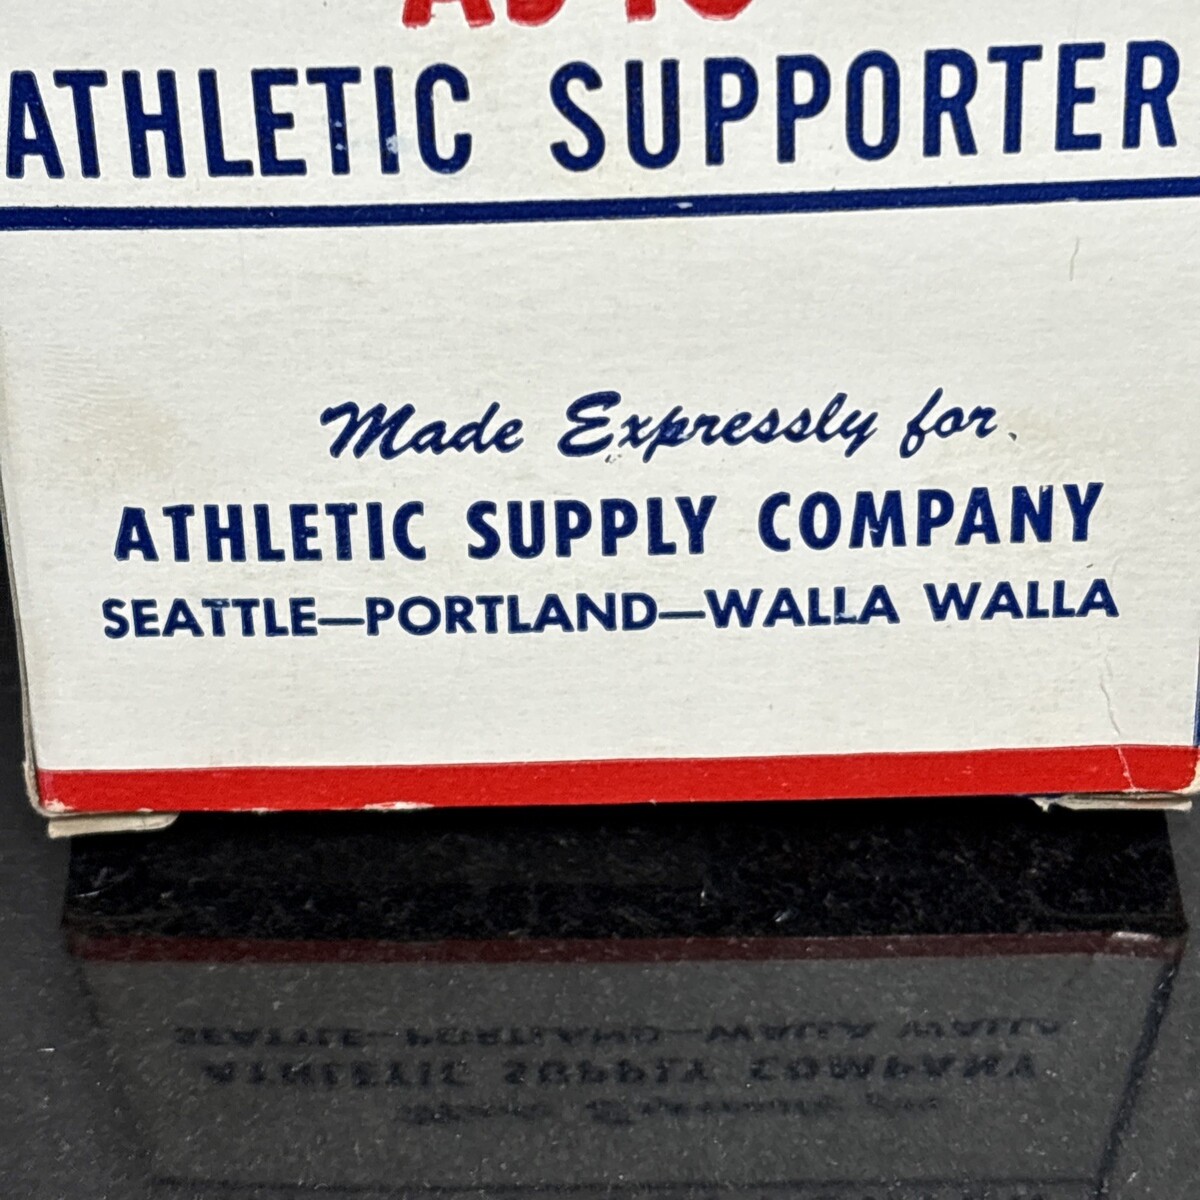 ATHLETIC SUPPORTER
Made Expressly for
ATHLETIC SUPPLY COMPANY
SEATTLE—PORTLAND—WALLA WALLA